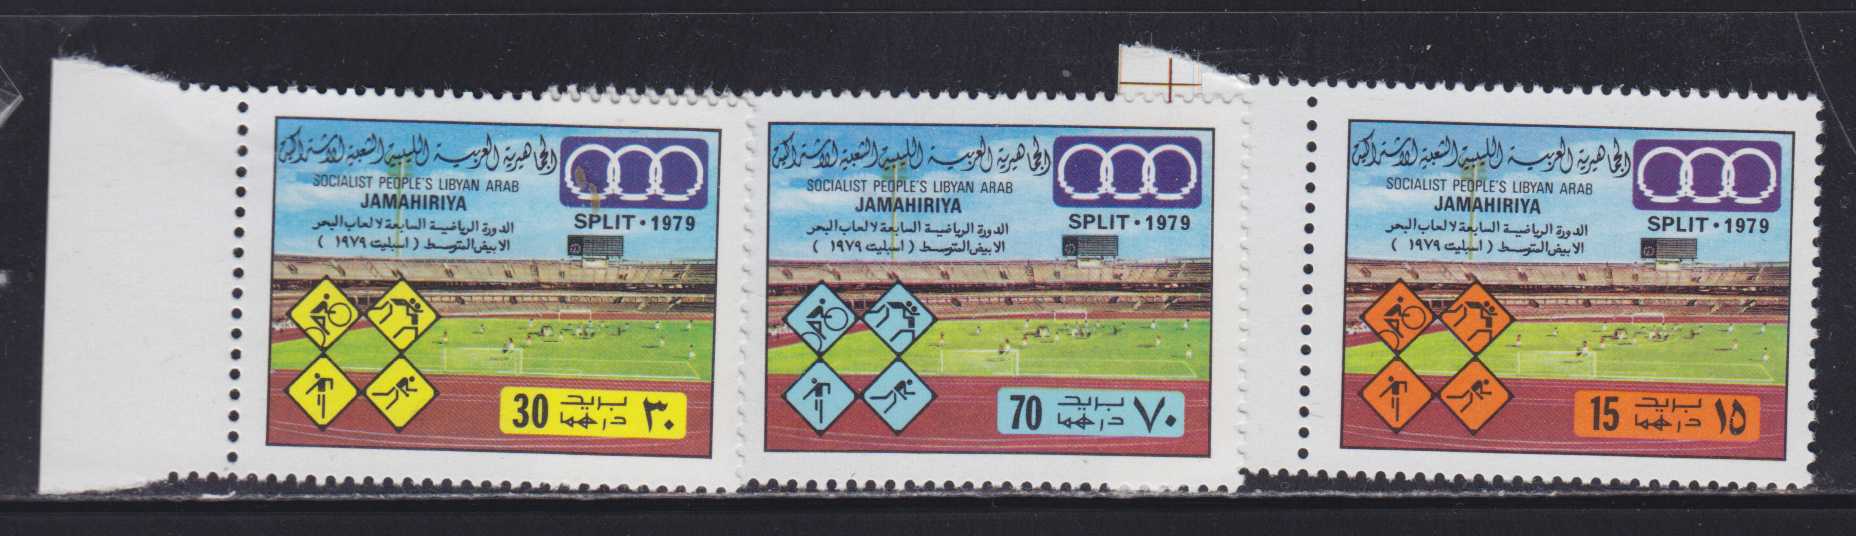 الجماهيرية العربية الليبية الشعبية الاشتراكية
SOCIALIST PEOPLE'S LIBYAN ARAB
JAMAHIRIYA
SPLIT · 1979
الدورة الرياضية السابعة لالعاب البحر
الابيض المتوسط ( اسبليت ١٩٧٩ )
30 بريد ٣٠
درهما
الجماهيرية العربية الليبية الشعبية الاشتراكية
SOCIALIST PEOPLE'S LIBYAN ARAB
JAMAHIRIYA
SPLIT · 1979
الدورة الرياضية السابعة لالعاب البحر
الابيض المتوسط ( اسبليت ١٩٧٩ )
70 بريد ٧٠
درهما
الجماهيرية العربية الليبية الشعبية الاشتراكية
SOCIALIST PEOPLE'S LIBYAN ARAB
JAMAHIRIYA
SPLIT · 1979
الدورة الرياضية السابعة لالعاب البحر
الابيض المتوسط ( اسبليت ١٩٧٩ )
15 بريد ١٥
درهما